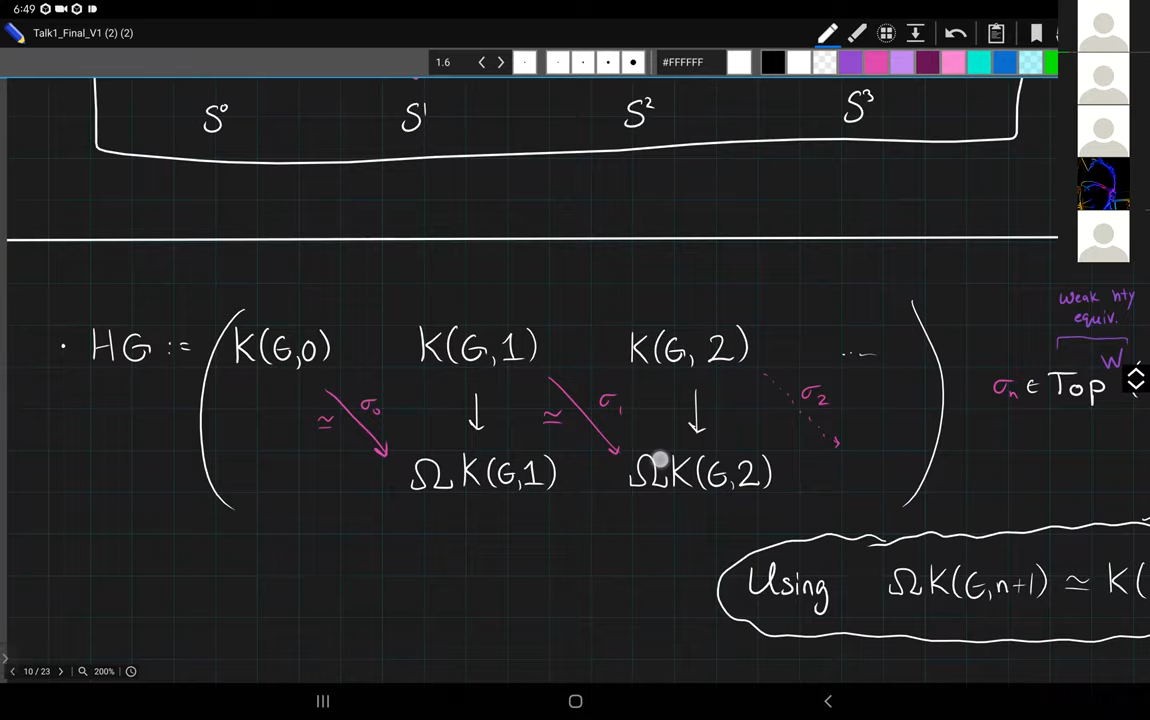 6:49
Talk1_Final_V1 (2) (2)
1.6
#FFFFFF
S⁰ S¹ S² S³
weak hty
equiv.
· HG := ( K(G,0) K(G,1) K(G,2) ... )
W
≃ σ₀ ≃ σ₁ σ₂
σₙ ∈ Top
ΩK(G,1) ΩK(G,2)
Using ΩK(G,n+1) ≃ K(
10 / 23 200%